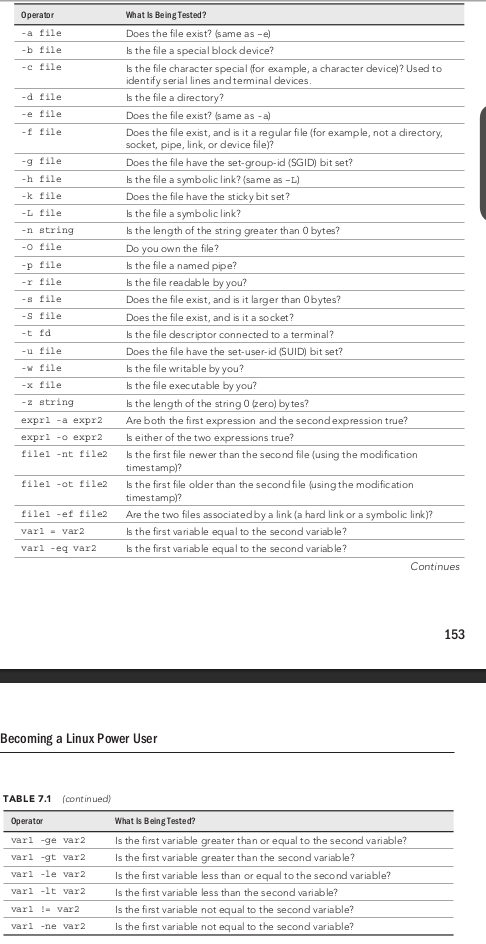 Operator What Is Being Tested?
-a file Does the file exist? (same as -e)
-b file Is the file a special block device?
-c file Is the file character special (for example, a character device)? Used to
identify serial lines and terminal devices.
-d file Is the file a directory?
-e file Does the file exist? (same as -a)
-f file Does the file exist, and is it a regular file (for example, not a directory,
socket, pipe, link, or device file)?
-g file Does the file have the set-group-id (SGID) bit set?
-h file Is the file a symbolic link? (same as -L)
-k file Does the file have the sticky bit set?
-L file Is the file a symbolic link?
-n string Is the length of the string greater than 0 bytes?
-O file Do you own the file?
-p file Is the file a named pipe?
-r file Is the file readable by you?
-s file Does the file exist, and is it larger than 0 bytes?
-S file Does the file exist, and is it a socket?
-t fd Is the file descriptor connected to a terminal?
-u file Does the file have the set-user-id (SUID) bit set?
-w file Is the file writable by you?
-x file Is the file executable by you?
-z string Is the length of the string 0 (zero) bytes?
expr1 -a expr2 Are both the first expression and the second expression true?
expr1 -o expr2 Is either of the two expressions true?
file1 -nt file2 Is the first file newer than the second file (using the modification
timestamp)?
file1 -ot file2 Is the first file older than the second file (using the modification
timestamp)?
file1 -ef file2 Are the two files associated by a link (a hard link or a symbolic link)?
var1 = var2 Is the first variable equal to the second variable?
var1 -eq var2 Is the first variable equal to the second variable?
Continues
153
Becoming a Linux Power User
TABLE 7.1 (continued)
Operator What Is Being Tested?
var1 -ge var2 Is the first variable greater than or equal to the second variable?
var1 -gt var2 Is the first variable greater than the second variable?
var1 -le var2 Is the first variable less than or equal to the second variable?
var1 -lt var2 Is the first variable less than the second variable?
var1 != var2 Is the first variable not equal to the second variable?
var1 -ne var2 Is the first variable not equal to the second variable?